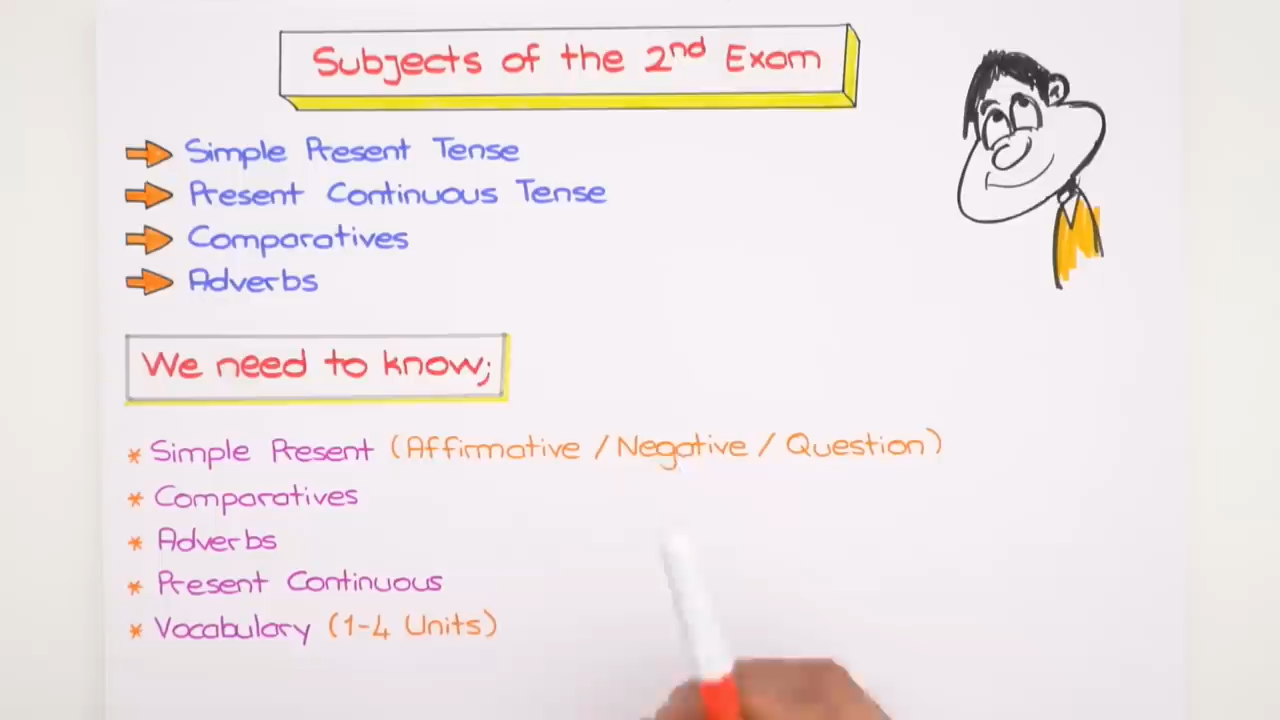 Subjects of the 2nd Exam
Simple Present Tense
Present Continuous Tense
Comparatives
Adverbs
We need to know;
* Simple Present (Affirmative / Negative / Question)
* Comparatives
* Adverbs
* Present Continuous
* Vocabulary (1-4 Units)